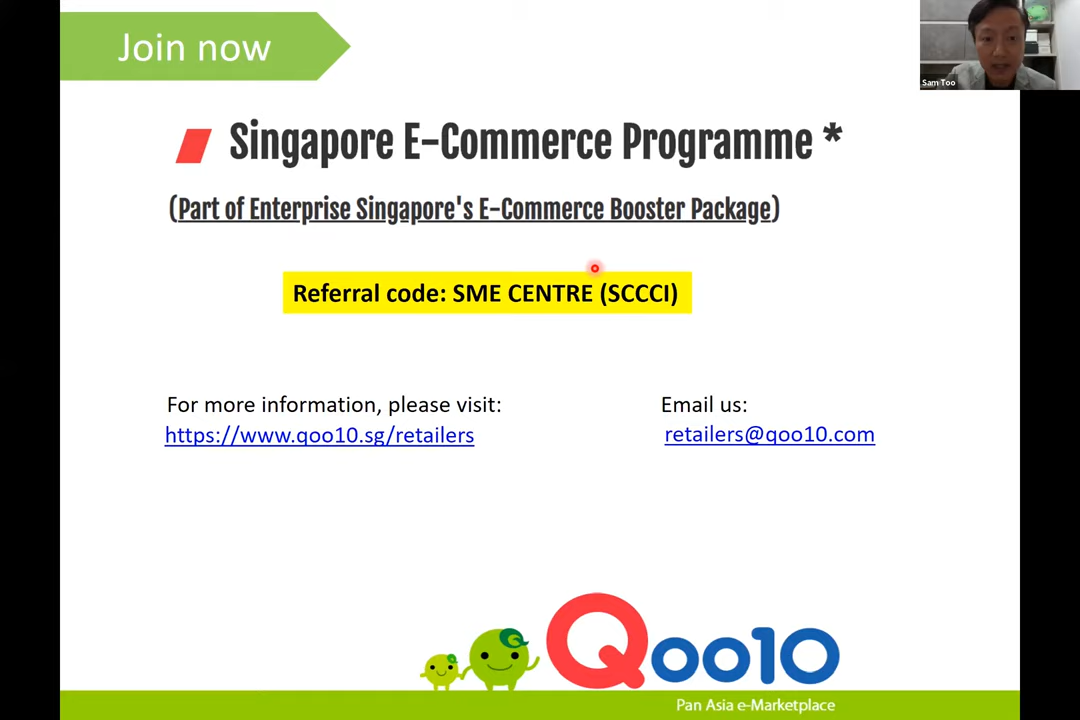 Join now
Sam Too
Singapore E-Commerce Programme *
(Part of Enterprise Singapore's E-Commerce Booster Package)
Referral code: SME CENTRE (SCCCI)
For more information, please visit:
https://www.qoo10.sg/retailers
Email us:
retailers@qoo10.com
Qoo10
Pan Asia e-Marketplace